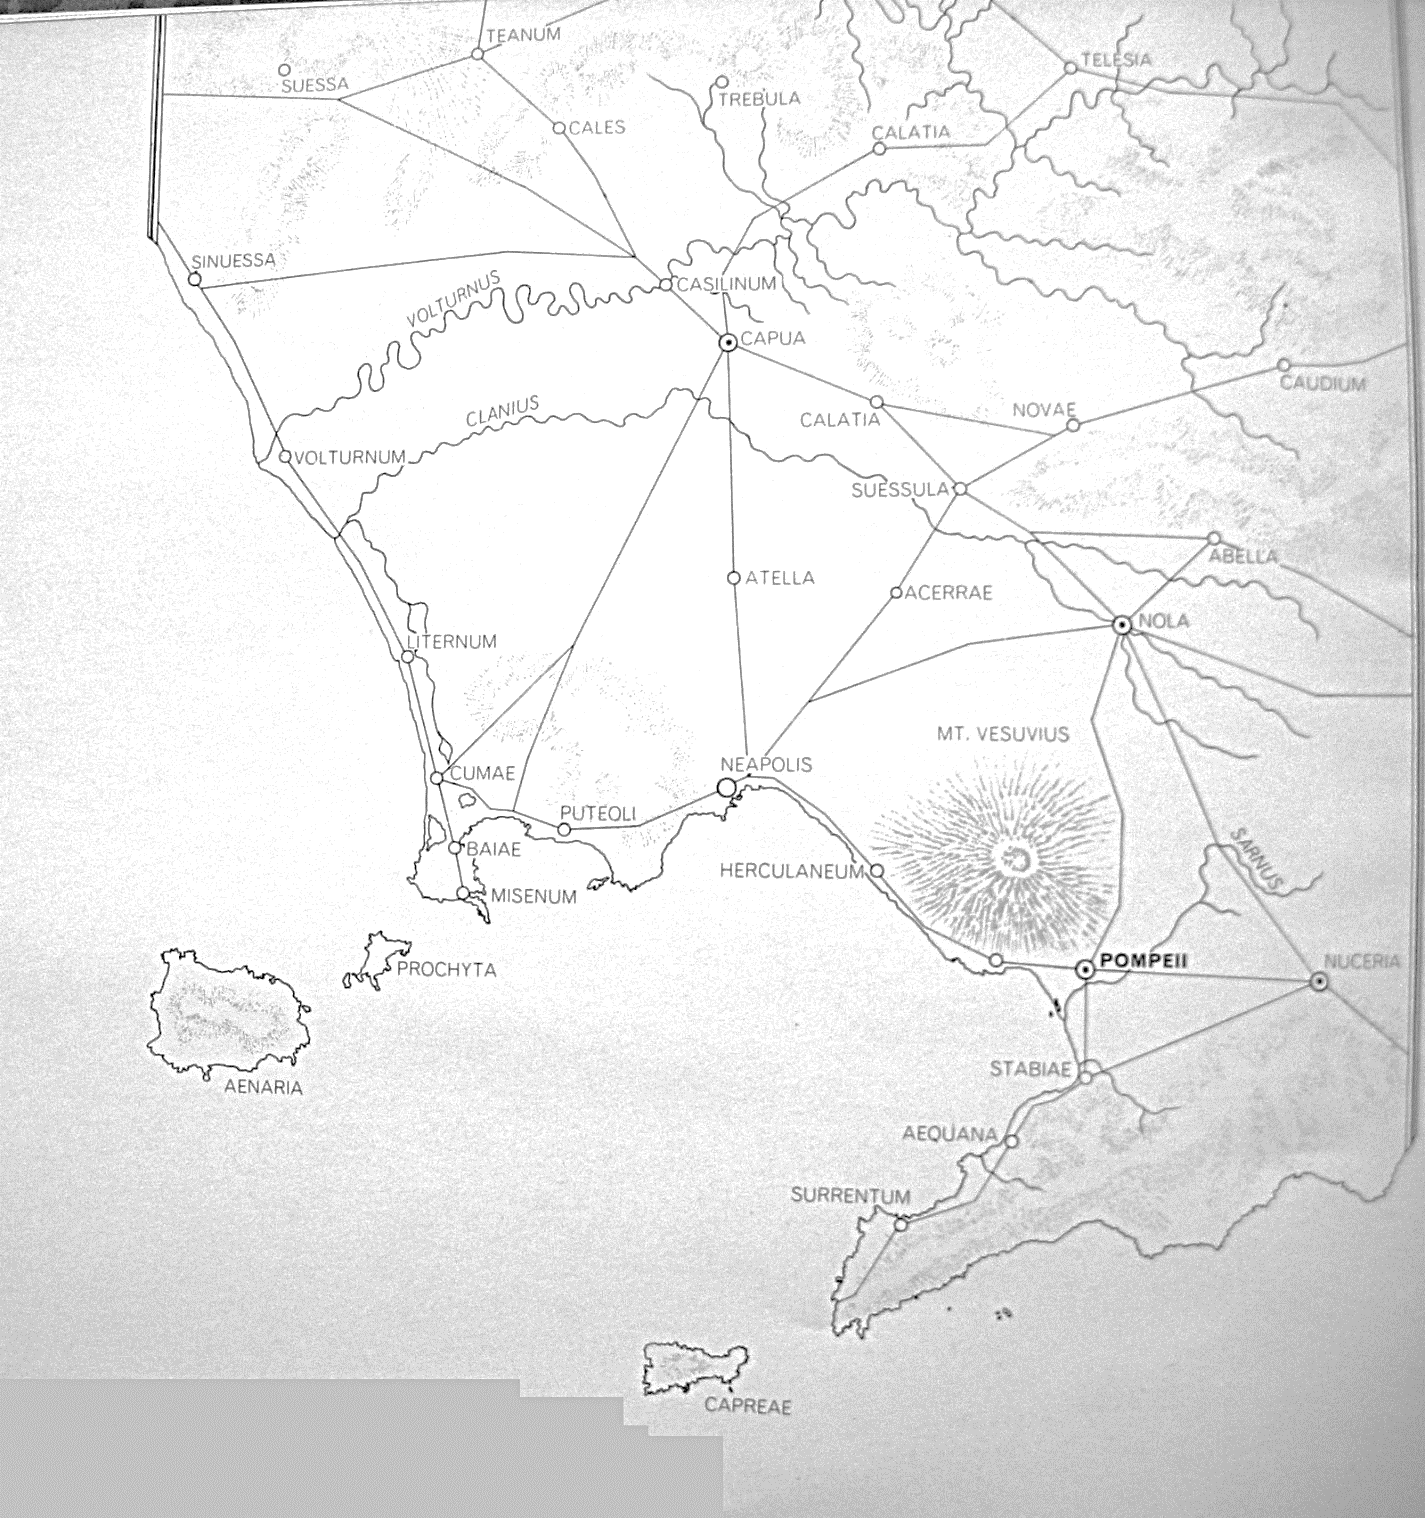 TEANUM
TELESIA
SUESSA
TREBULA
CALES
CALATIA
SINUESSA
VOLTURNUS
CASILINUM
CAPUA
CAUDIUM
CLANIUS
CALATIA
NOVAE
VOLTURNUM
SUESSULA
ABELLA
ATELLA
ACERRAE
NOLA
LITERNUM
MT. VESUVIUS
NEAPOLIS
CUMAE
PUTEOLI
BAIAE
HERCULANEUM
SARNUS
MISENUM
PROCHYTA
POMPEII
NUCERIA
STABIAE
AENARIA
AEQUANA
SURRENTUM
CAPREAE